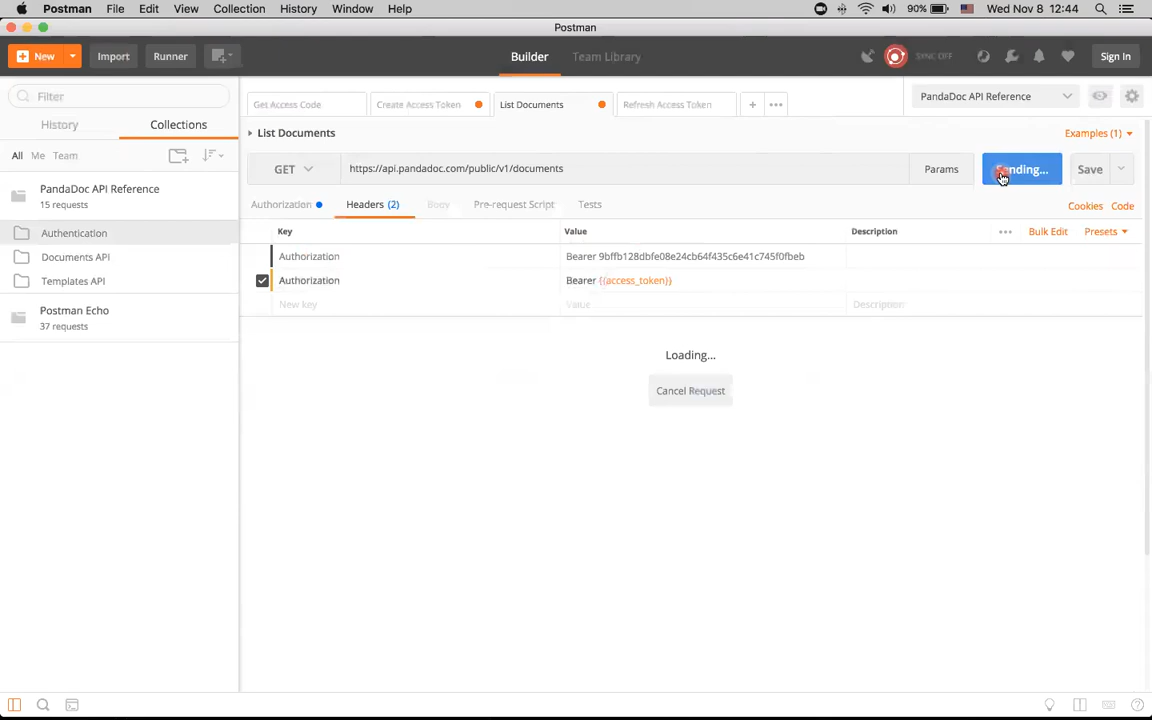 Postman File Edit View Collection History Window Help 90% Wed Nov 8 12:44
Postman
New Import Runner Builder Team Library SYNC OFF Sign In
Filter
History Collections
All Me Team
PandaDoc API Reference
15 requests
Authentication
Documents API
Templates API
Postman Echo
37 requests
Get Access Code Create Access Token List Documents Refresh Access Token PandaDoc API Reference
List Documents Examples (1)
GET https://api.pandadoc.com/public/v1/documents Params Sending... Save
Authorization Headers (2) Body Pre-request Script Tests Cookies Code
Key Value Description Bulk Edit Presets
Authorization Bearer 9bffb128dbfe08e24cb64f435c6e41c745f0fbeb
Authorization Bearer {{access_token}}
New key Value Description
Loading...
Cancel Request